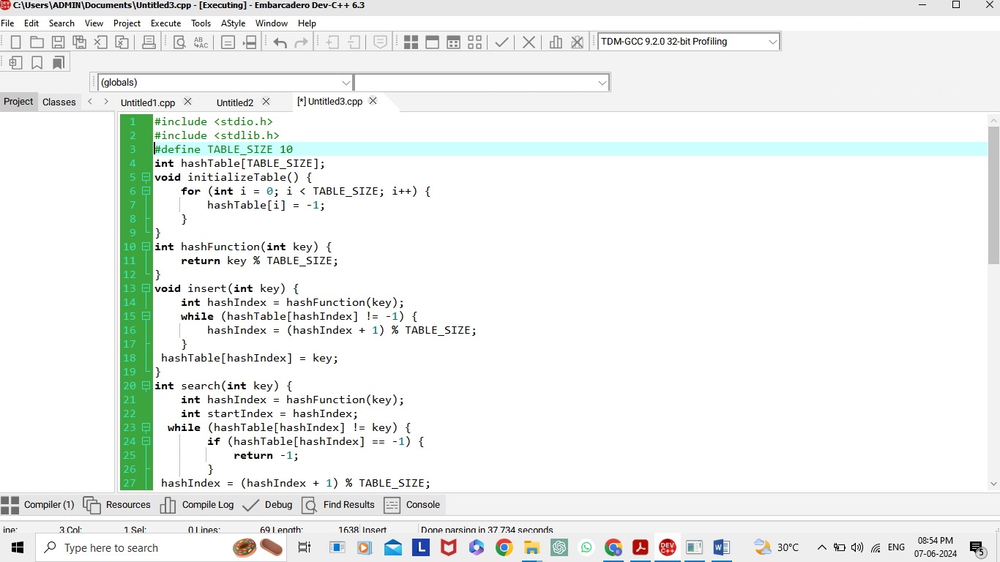 C:\Users\ADMIN\Documents\Untitled3.cpp - [Executing] - Embarcadero Dev-C++ 6.3
File Edit Search View Project Execute Tools AStyle Window Help
TDM-GCC 9.2.0 32-bit Profiling
(globals)
Project Classes Untitled1.cpp Untitled2 [*] Untitled3.cpp
1 #include <stdio.h>
2 #include <stdlib.h>
3 #define TABLE_SIZE 10
4 int hashTable[TABLE_SIZE];
5 void initializeTable() {
6     for (int i = 0; i < TABLE_SIZE; i++) {
7         hashTable[i] = -1;
8     }
9 }
10 int hashFunction(int key) {
11     return key % TABLE_SIZE;
12 }
13 void insert(int key) {
14     int hashIndex = hashFunction(key);
15     while (hashTable[hashIndex] != -1) {
16         hashIndex = (hashIndex + 1) % TABLE_SIZE;
17     }
18  hashTable[hashIndex] = key;
19 }
20 int search(int key) {
21     int hashIndex = hashFunction(key);
22     int startIndex = hashIndex;
23   while (hashTable[hashIndex] != key) {
24         if (hashTable[hashIndex] == -1) {
25             return -1;
26         }
27  hashIndex = (hashIndex + 1) % TABLE_SIZE;
Compiler (1) Resources Compile Log Debug Find Results Console
ine: 3 Col: 1 Sel: 0 Lines: 69 Length: 1638 Insert Done parsing in 37.734 seconds
Type here to search 30°C ENG 08:54 PM
07-06-2024
5